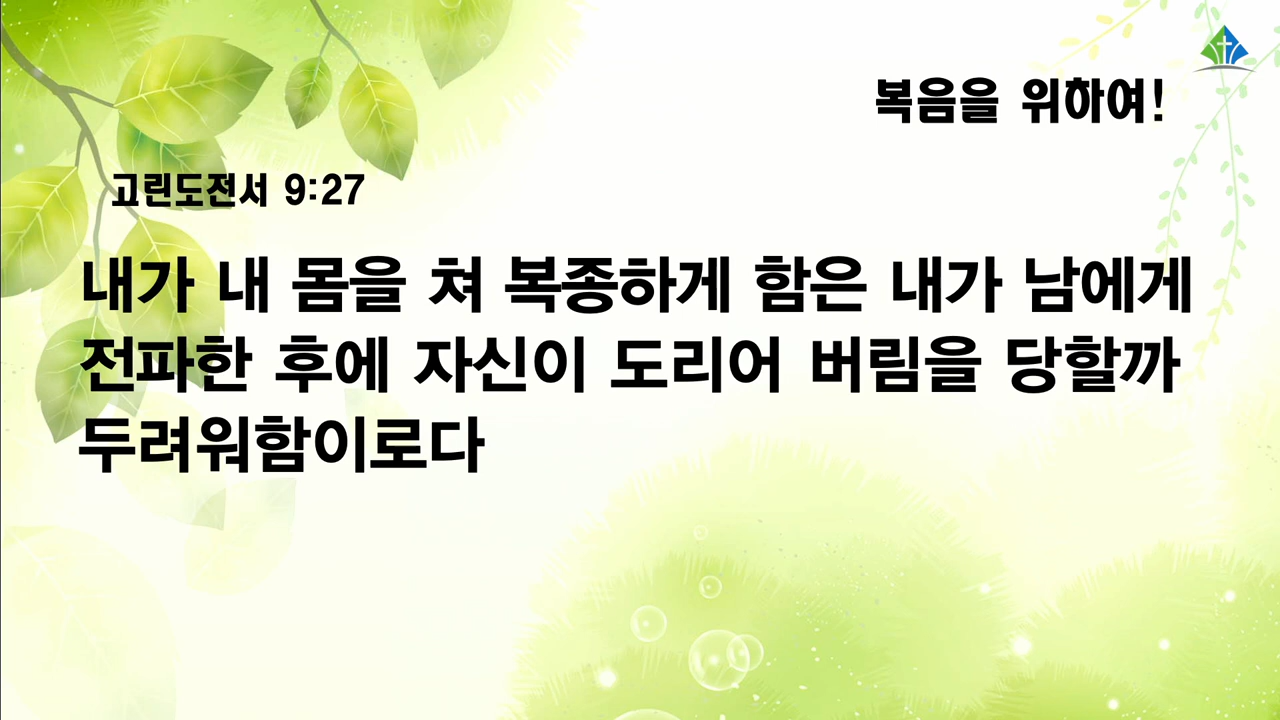 복음을 위하여!
고린도전서 9:27
내가 내 몸을 쳐 복종하게 함은 내가 남에게
전파한 후에 자신이 도리어 버림을 당할까
두려워함이로다